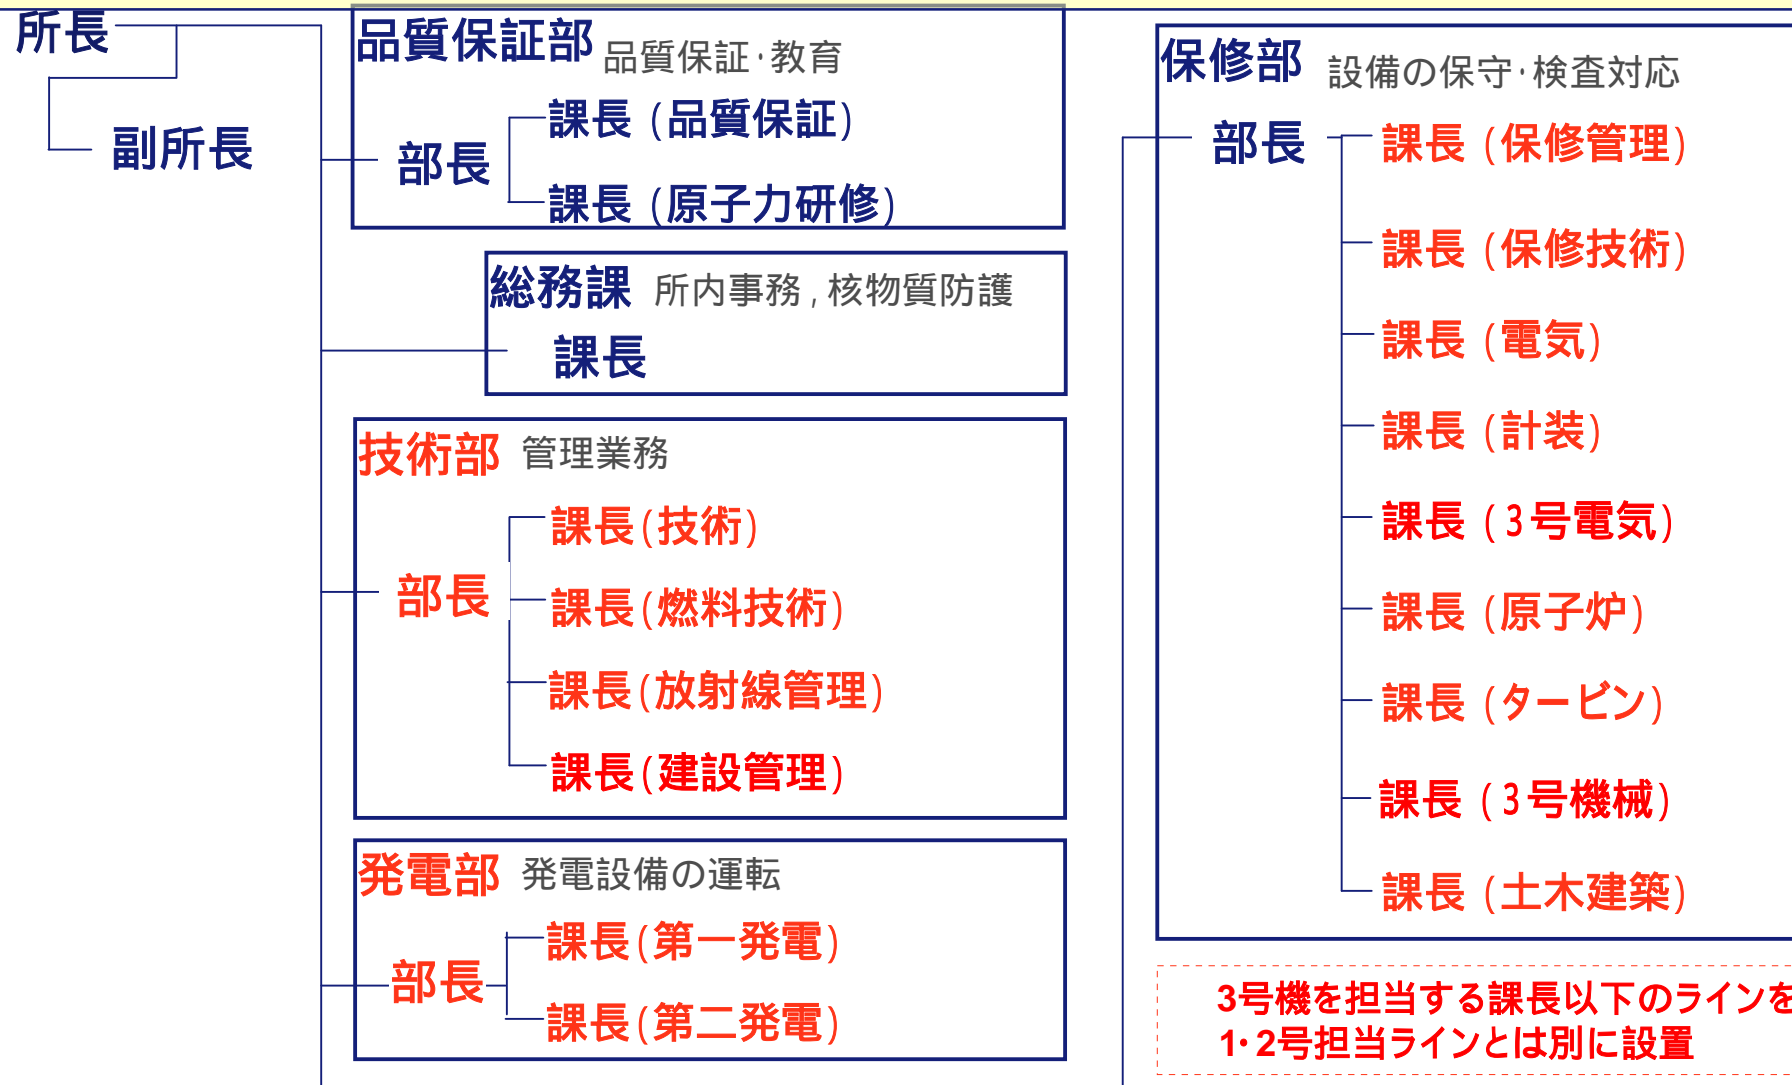 所長
副所長
品質保証部 品質保証・教育
部長
課長（品質保証）
課長（原子力研修）
総務課 所内事務，核物質防護
課長
技術部 管理業務
部長
課長(技術)
課長(燃料技術)
課長(放射線管理)
課長(建設管理)
発電部 発電設備の運転
部長
課長(第一発電)
課長(第二発電)
保修部 設備の保守・検査対応
部長
課長（保修管理）
課長（保修技術）
課長（電気）
課長（計装）
課長（3号電気）
課長（原子炉）
課長（タービン）
課長（3号機械）
課長（土木建築）
3号機を担当する課長以下のラインを
1・2号担当ラインとは別に設置